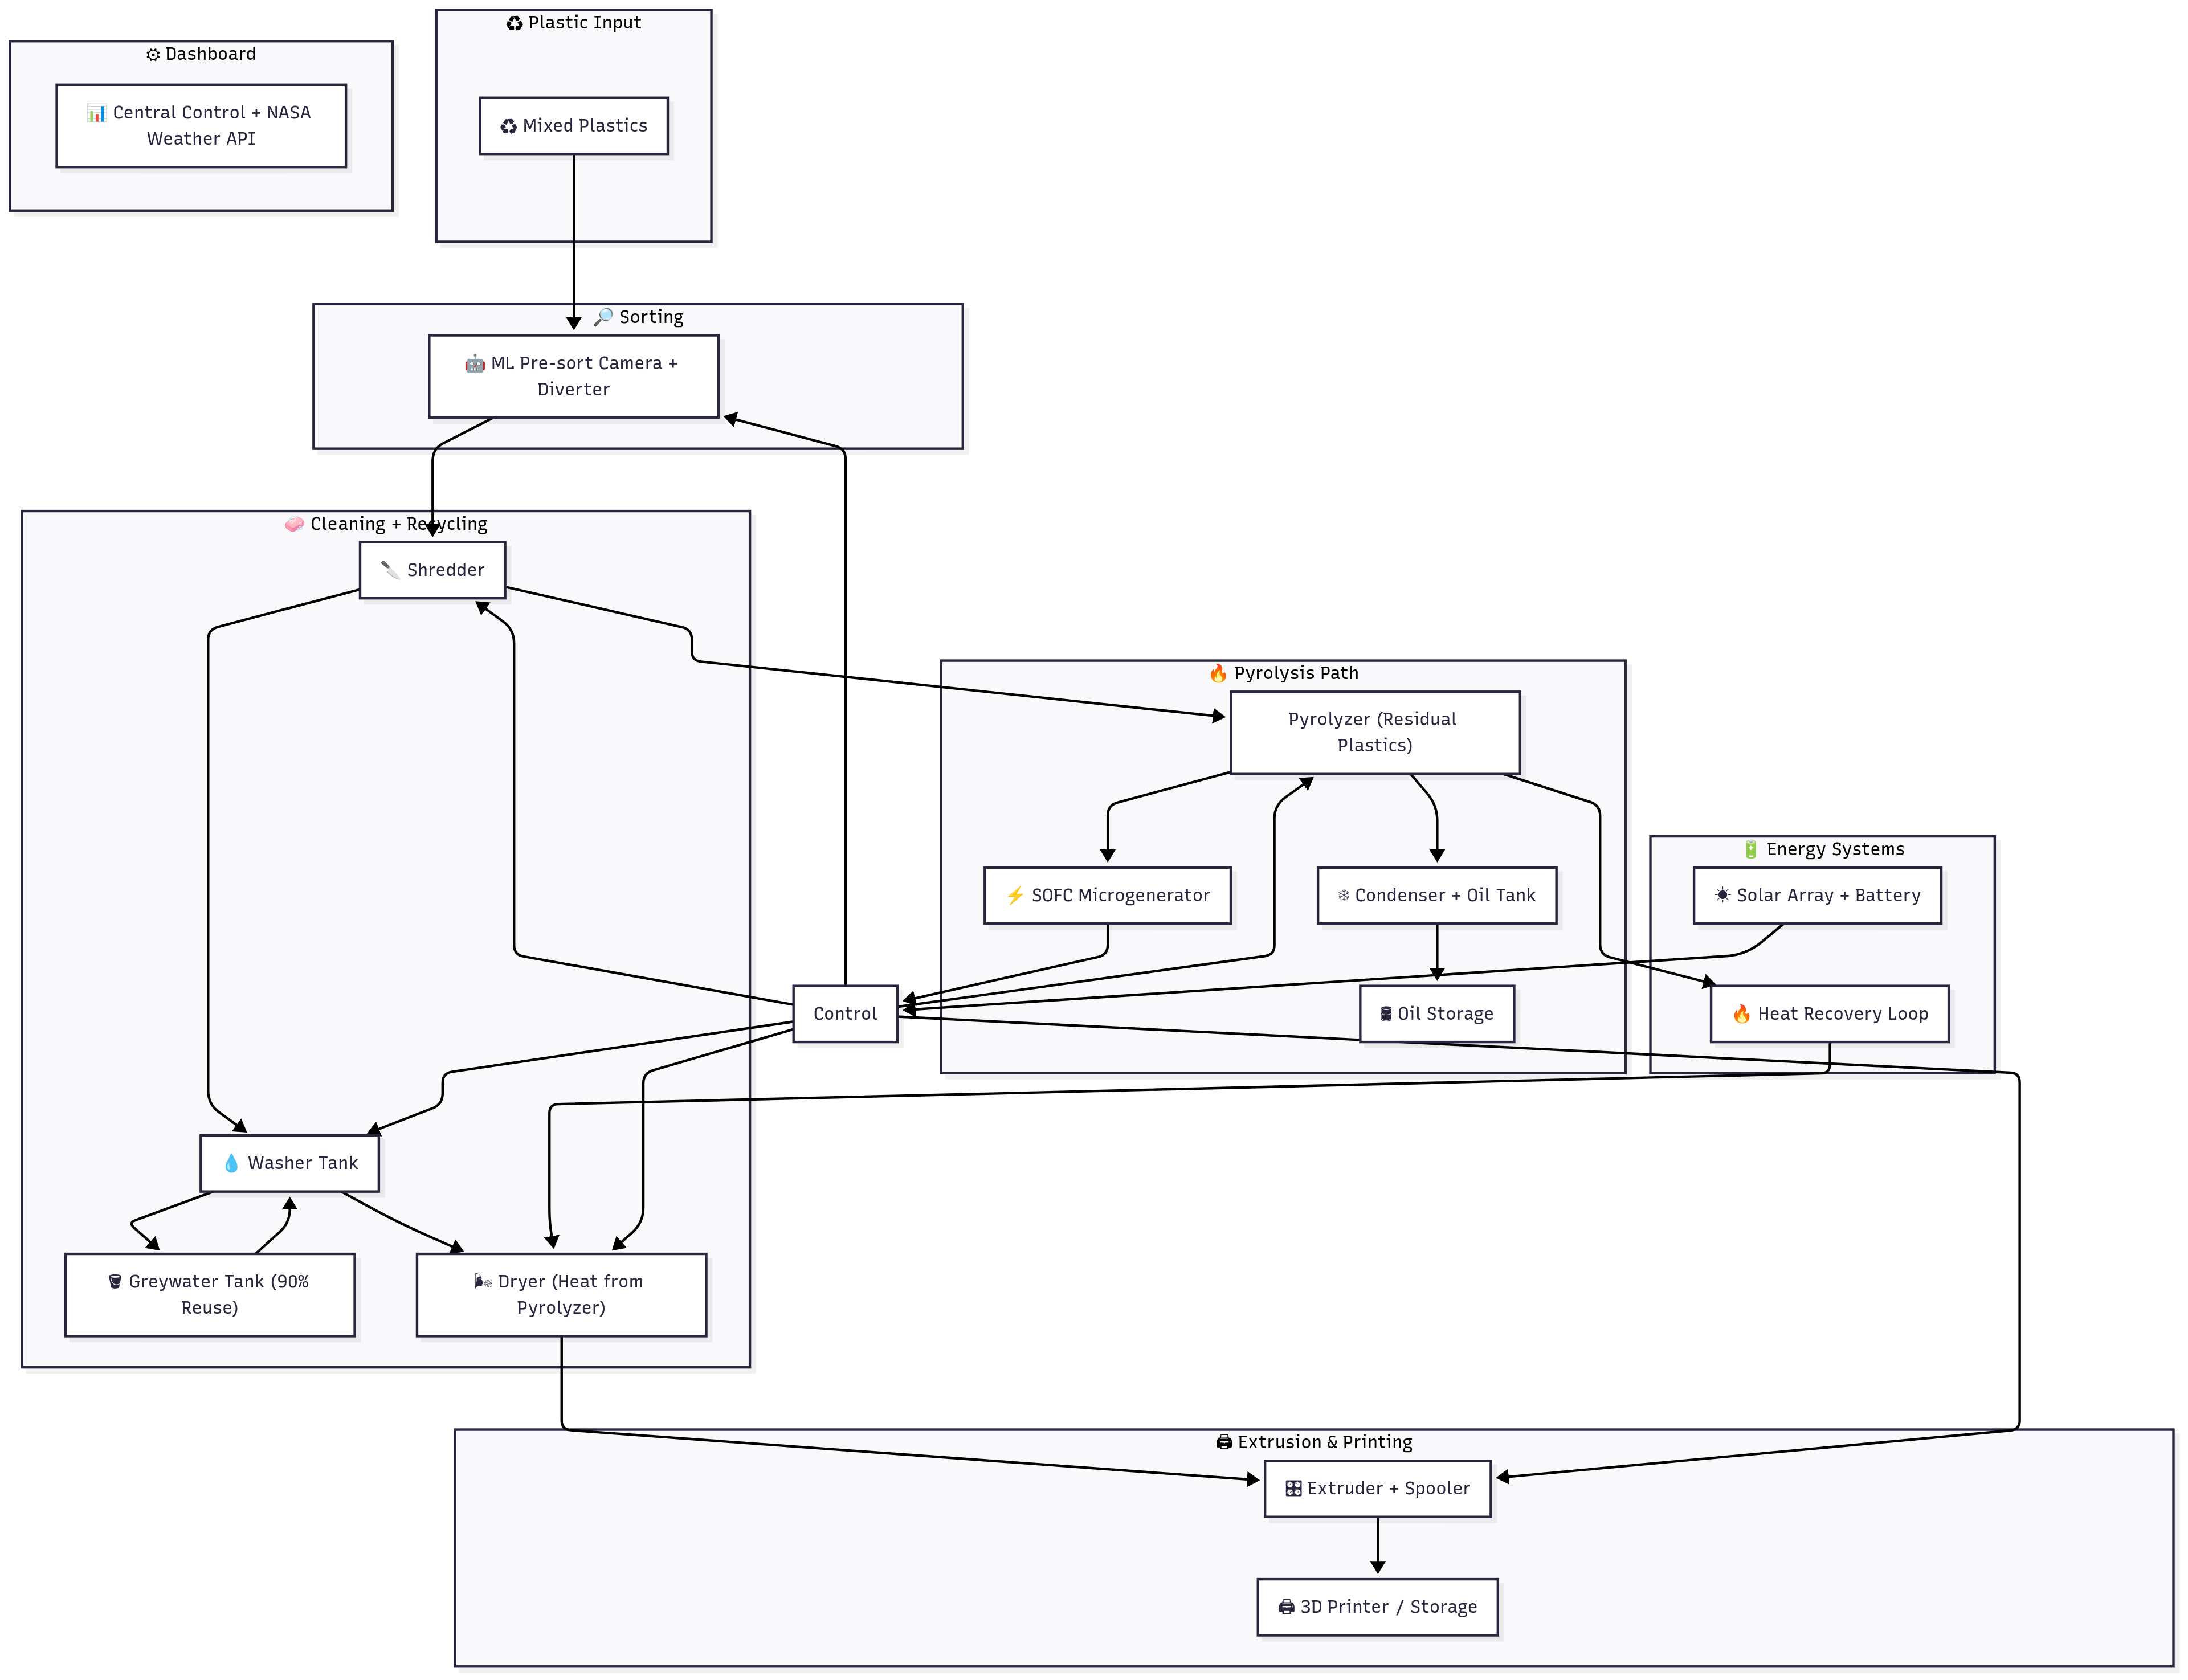 ♻ Plastic Input
⚙ Dashboard
📊 Central Control + NASA
Weather API
♻ Mixed Plastics
🔎 Sorting
🤖 ML Pre-sort Camera +
Diverter
🧼 Cleaning + Recycling
🔪 Shredder
🔥 Pyrolysis Path
Pyrolyzer (Residual
Plastics)
🔋 Energy Systems
⚡ SOFC Microgenerator
❄ Condenser + Oil Tank
☀ Solar Array + Battery
Control
🛢 Oil Storage
🔥 Heat Recovery Loop
💧 Washer Tank
🪣 Greywater Tank (90%
Reuse)
🌬 Dryer (Heat from
Pyrolyzer)
🖨 Extrusion & Printing
🎛 Extruder + Spooler
🖨 3D Printer / Storage